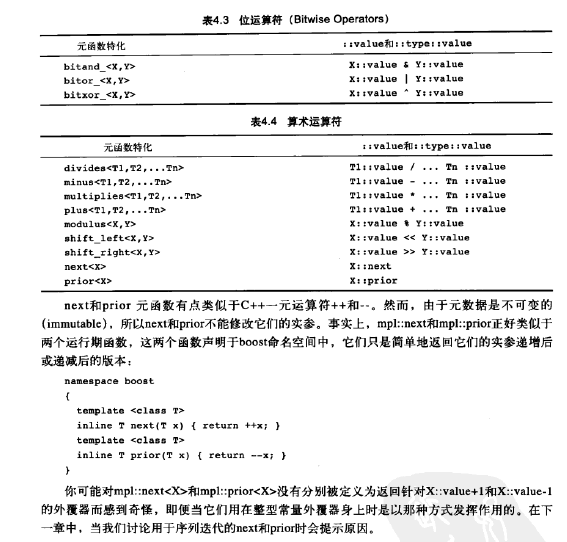 表4.3 位运算符（Bitwise Operators）
元函数特化 ::value和::type::value
bitand_<X,Y> X::value & Y::value
bitor_<X,Y> X::value | Y::value
bitxor_<X,Y> X::value ^ Y::value
表4.4 算术运算符
元函数特化 ::value和::type::value
divides<T1,T2,...Tn> T1::value / ... Tn ::value
minus<T1,T2,...Tn> T1::value - ... Tn ::value
multiplies<T1,T2,...Tn> T1::value * ... Tn ::value
plus<T1,T2,...Tn> T1::value + ... Tn ::value
modulus<X,Y> X::value % Y::value
shift_left<X,Y> X::value << Y::value
shift_right<X,Y> X::value >> Y::value
next<X> X::next
prior<X> X::prior
next和prior 元函数有点类似于C++一元运算符++和--。然而，由于元数据是不可变的
(immutable)，所以next和prior不能修改它们的实参。事实上，mpl::next和mpl::prior正好类似于
两个运行期函数，这两个函数声明于boost命名空间中，它们只是简单地返回它们的实参递增后
或递减后的版本：
namespace boost
{
template <class T>
inline T next(T x) { return ++x; }
template <class T>
inline T prior(T x) { return --x; }
}
你可能对mpl::next<X>和mpl::prior<X>没有分别被定义为返回针对X::value+1和X::value-1
的外覆器而感到奇怪，即便当它们用在整型常量外覆器身上时是以那种方式发挥作用的。在下
一章中，当我们讨论用于序列迭代的next和prior时会提示原因。